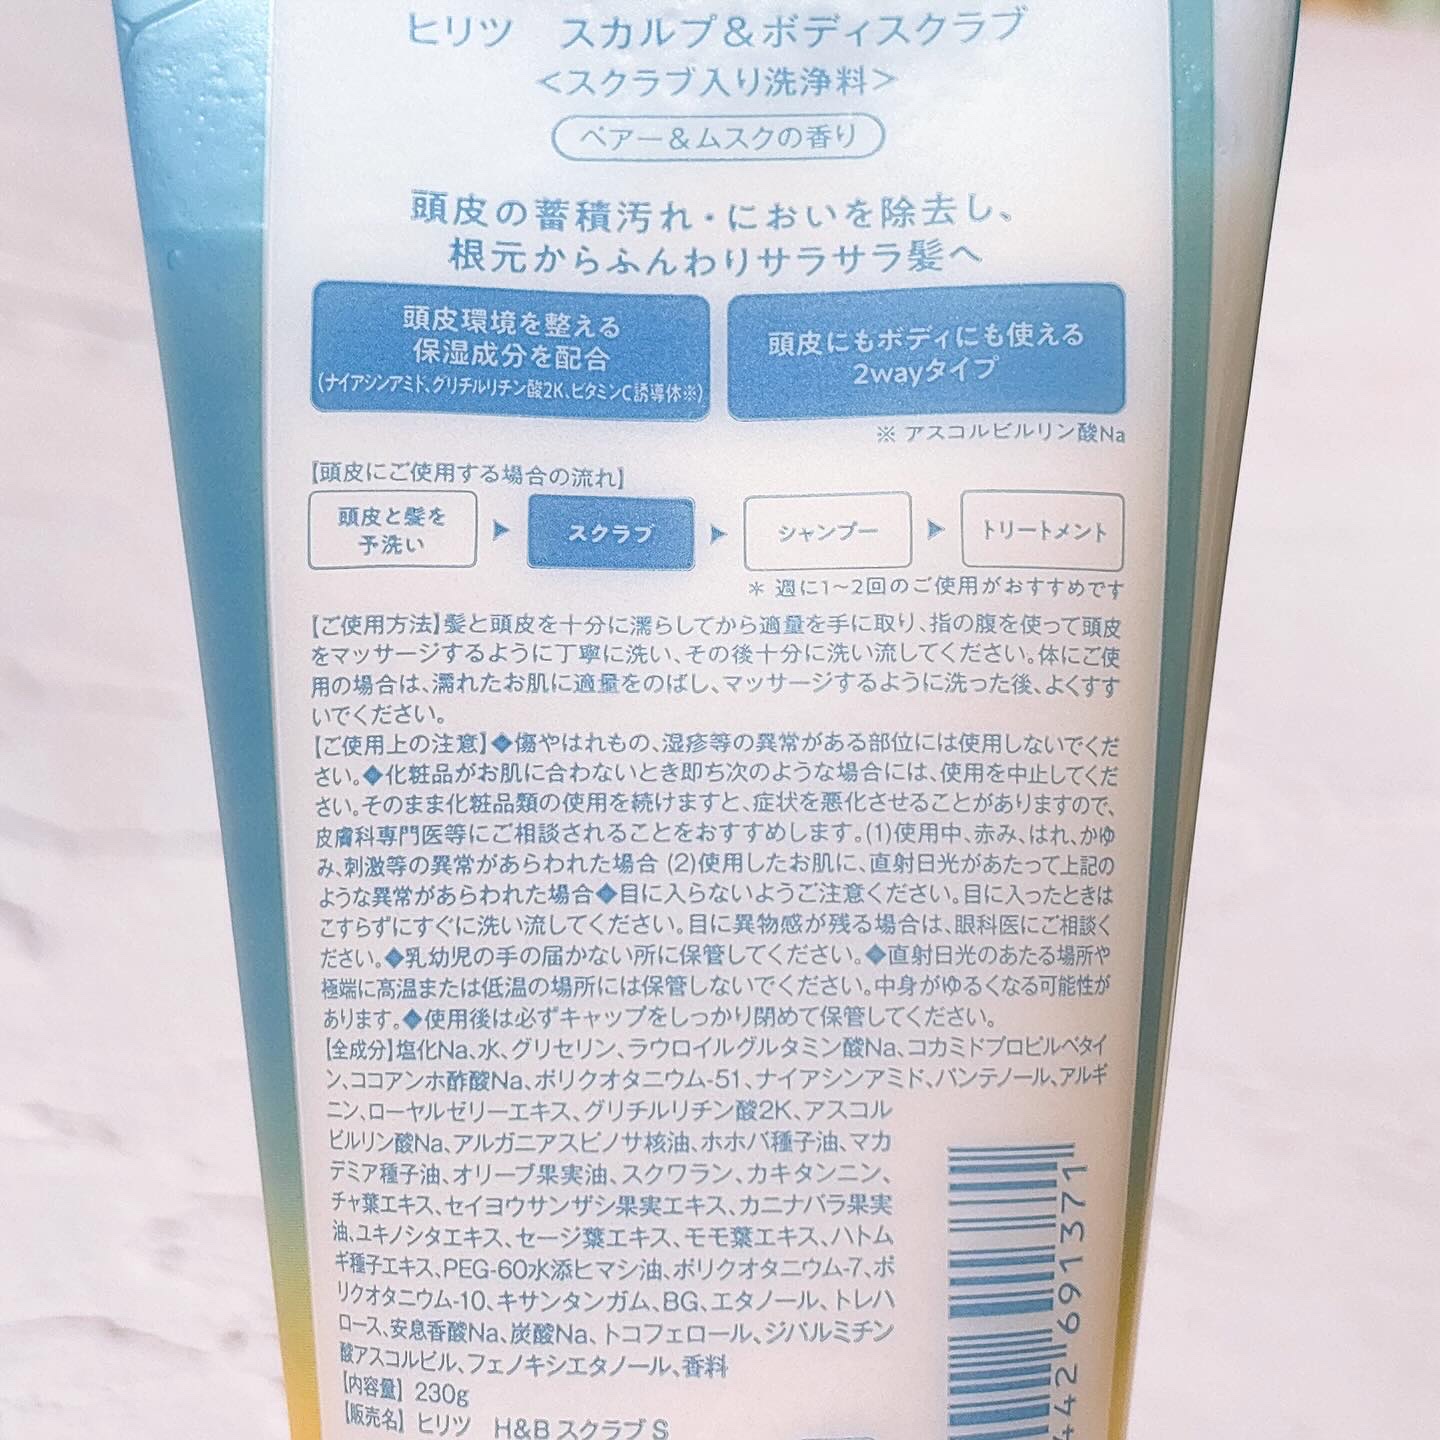 ヒリツ　スカルプ＆ボディスクラブ
＜スクラブ入り洗浄料＞
ペアー＆ムスクの香り
頭皮の蓄積汚れ・においを除去し、
根元からふんわりサラサラ髪へ
頭皮環境を整える
保湿成分を配合
(ナイアシンアミド、グリチルリチン酸2K、ビタミンC誘導体※)
頭皮にもボディにも使える
2wayタイプ
※ アスコルビルリン酸Na
【頭皮にご使用する場合の流れ】
頭皮と髪を
予洗い
スクラブ
シャンプー
トリートメント
＊ 週に1～2回のご使用がおすすめです
【ご使用方法】髪と頭皮を十分に濡らしてから適量を手に取り、指の腹を使って頭皮
をマッサージするように丁寧に洗い、その後十分に洗い流してください。体にご使
用の場合は、濡れたお肌に適量をのばし、マッサージするように洗った後、よくすす
いでください。
【ご使用上の注意】◆傷やはれもの、湿疹等の異常がある部位には使用しないでくだ
さい。◆化粧品がお肌に合わないとき即ち次のような場合には、使用を中止してくだ
さい。そのまま化粧品類の使用を続けますと、症状を悪化させることがありますので、
皮膚科専門医等にご相談されることをおすすめします。(1)使用中、赤み、はれ、かゆ
み、刺激等の異常があらわれた場合 (2)使用したお肌に、直射日光があたって上記の
ような異常があらわれた場合◆目に入らないようご注意ください。目に入ったときは
こすらずにすぐに洗い流してください。目に異物感が残る場合は、眼科医にご相談く
ださい。◆乳幼児の手の届かない所に保管してください。◆直射日光のあたる場所や
極端に高温または低温の場所には保管しないでください。中身がゆるくなる可能性が
あります。◆使用後は必ずキャップをしっかり閉めて保管してください。
【全成分】塩化Na、水、グリセリン、ラウロイルグルタミン酸Na、コカミドプロピルベタイ
ン、ココアンホ酢酸Na、ポリクオタニウム-51、ナイアシンアミド、パンテノール、アルギ
ニン、ローヤルゼリーエキス、グリチルリチン酸2K、アスコル
ビルリン酸Na、アルガニアスピノサ核油、ホホバ種子油、マカ
デミア種子油、オリーブ果実油、スクワラン、カキタンニン、
チャ葉エキス、セイヨウサンザシ果実エキス、カニナバラ果実
油、ユキノシタエキス、セージ葉エキス、モモ葉エキス、ハトム
ギ種子エキス、PEG-60水添ヒマシ油、ポリクオタニウム-7、ポ
リクオタニウム-10、キサンタンガム、BG、エタノール、トレハ
ロース、安息香酸Na、炭酸Na、トコフェロール、ジパルミチン
酸アスコルビル、フェノキシエタノール、香料
【内容量】 230g
【販売名】 ヒリツ　H&B スクラブ S
442691371